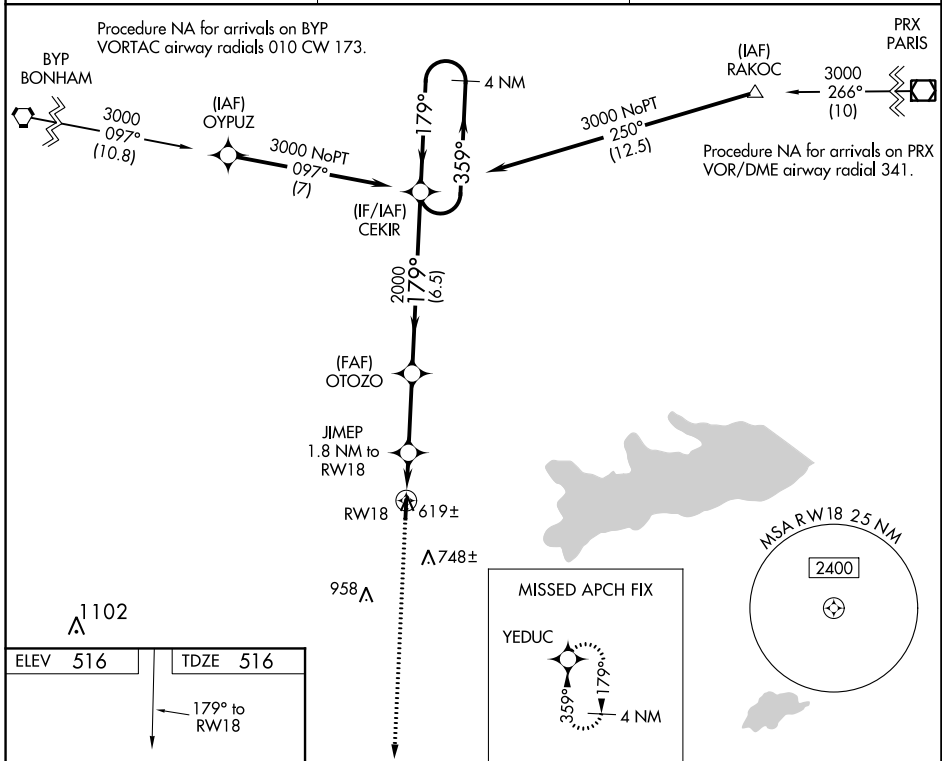 Procedure NA for arrivals on BYP
VORTAC airway radials 010 CW 173.
BYP
BONHAM
3000
097°
(10.8)
(IAF)
OYPUZ
3000 NoPT
097°
(7)
179°
359°
4 NM
(IF/IAF)
CEKIR
(IAF)
RAKOC
3000 NoPT
250°
(12.5)
PRX
PARIS
3000
266°
(10)
Procedure NA for arrivals on PRX
VOR/DME airway radial 341.
2000
179°
(6.5)
(FAF)
OTOZO
JIMEP
1.8 NM to
RW18
RW18
619±
748±
958
1102
MISSED APCH FIX
YEDUC
359°
179°
4 NM
MSA RW18 25 NM
2400
ELEV 516
TDZE 516
179° to
RW18